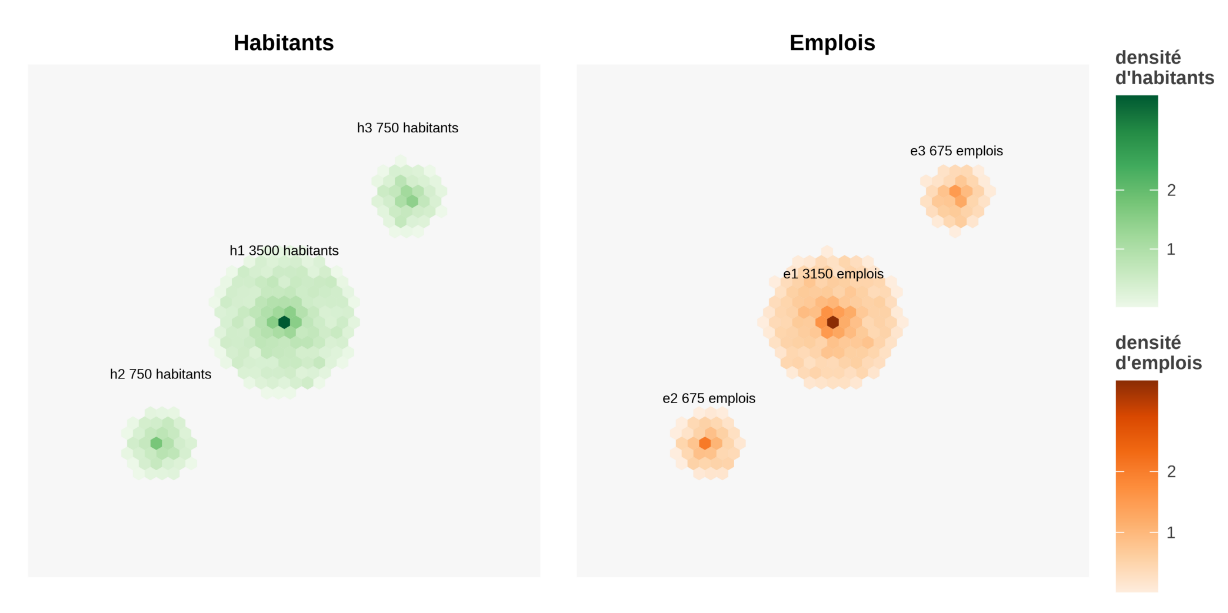 Habitants
h3 750 habitants
h1 3500 habitants
h2 750 habitants
Emplois
e3 675 emplois
e1 3150 emplois
e2 675 emplois
densité
d'habitants
2
1
densité
d'emplois
2
1